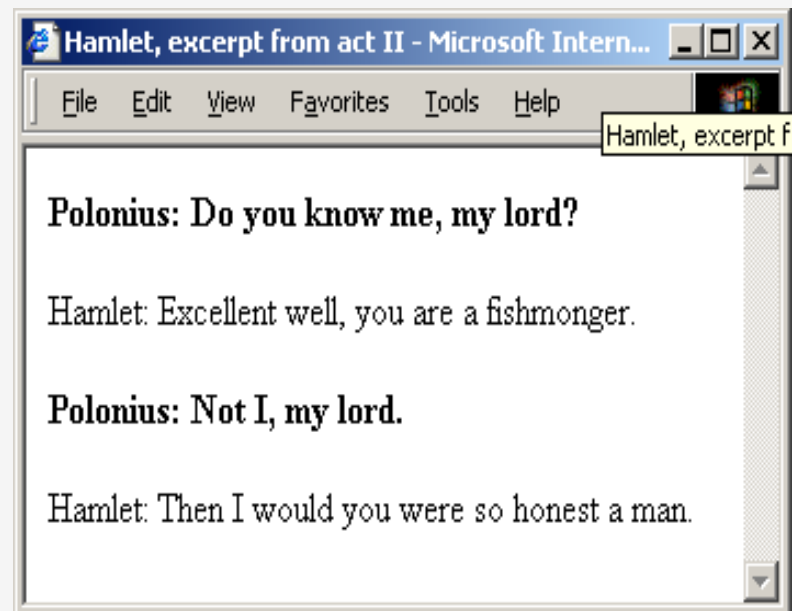 Hamlet, excerpt from act II - Microsoft Intern...
File Edit View Favorites Tools Help
Hamlet, excerpt f
Polonius: Do you know me, my lord?
Hamlet: Excellent well, you are a fishmonger.
Polonius: Not I, my lord.
Hamlet: Then I would you were so honest a man.